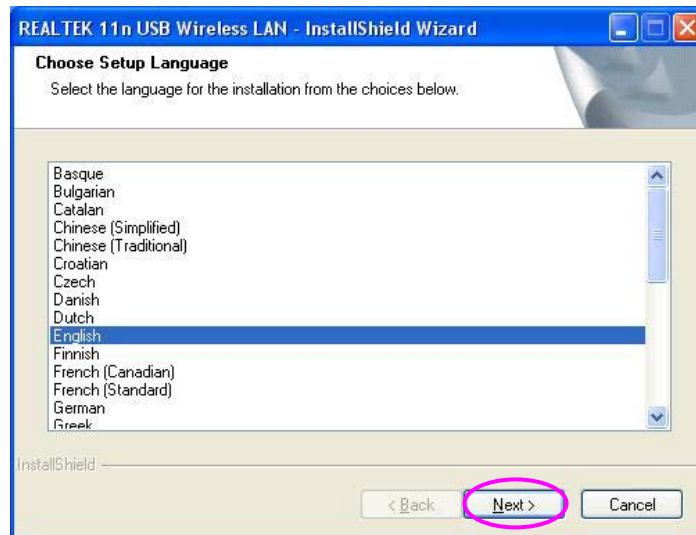 REALTEK 11n USB Wireless LAN - InstallShield Wizard
Choose Setup Language
Select the language for the installation from the choices below.
Basque
Bulgarian
Catalan
Chinese (Simplified)
Chinese (Traditional)
Croatian
Czech
Danish
Dutch
English
Finnish
French (Canadian)
French (Standard)
German
Greek
InstallShield
< Back
Next >
Cancel